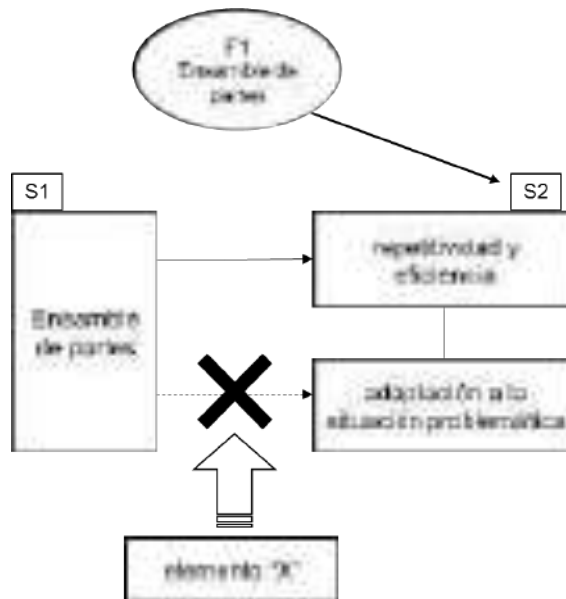 F1
Ensamble de
partes
S1
S2
repetitividad y
eficiencia
Ensamble
de partes
adaptación a la
situación problemática
elemento "X"